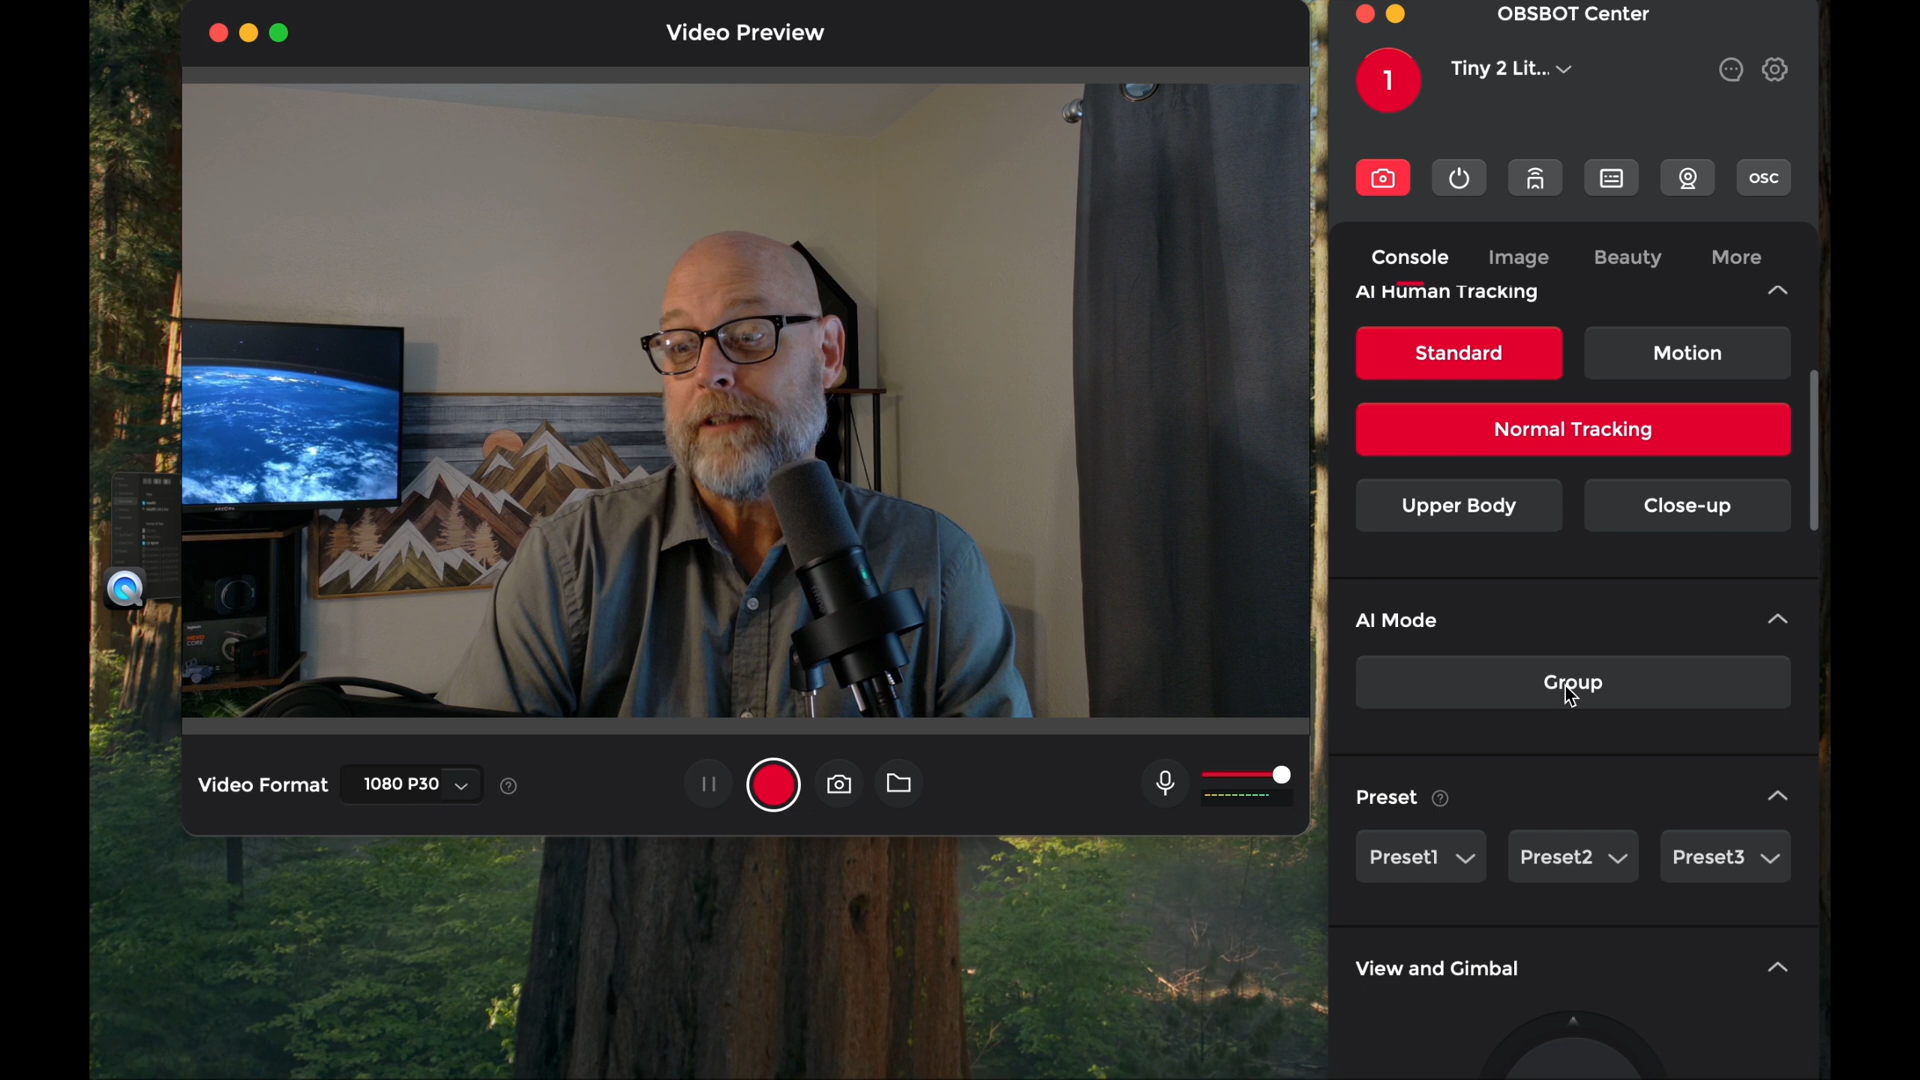 Video Preview
Video Format
1080 P30
OBSBOT Center
1
Tiny 2 Lit...
OSC
Console
Image
Beauty
More
AI Human Tracking
Standard
Motion
Normal Tracking
Upper Body
Close-up
AI Mode
Group
Preset
Preset1
Preset2
Preset3
View and Gimbal